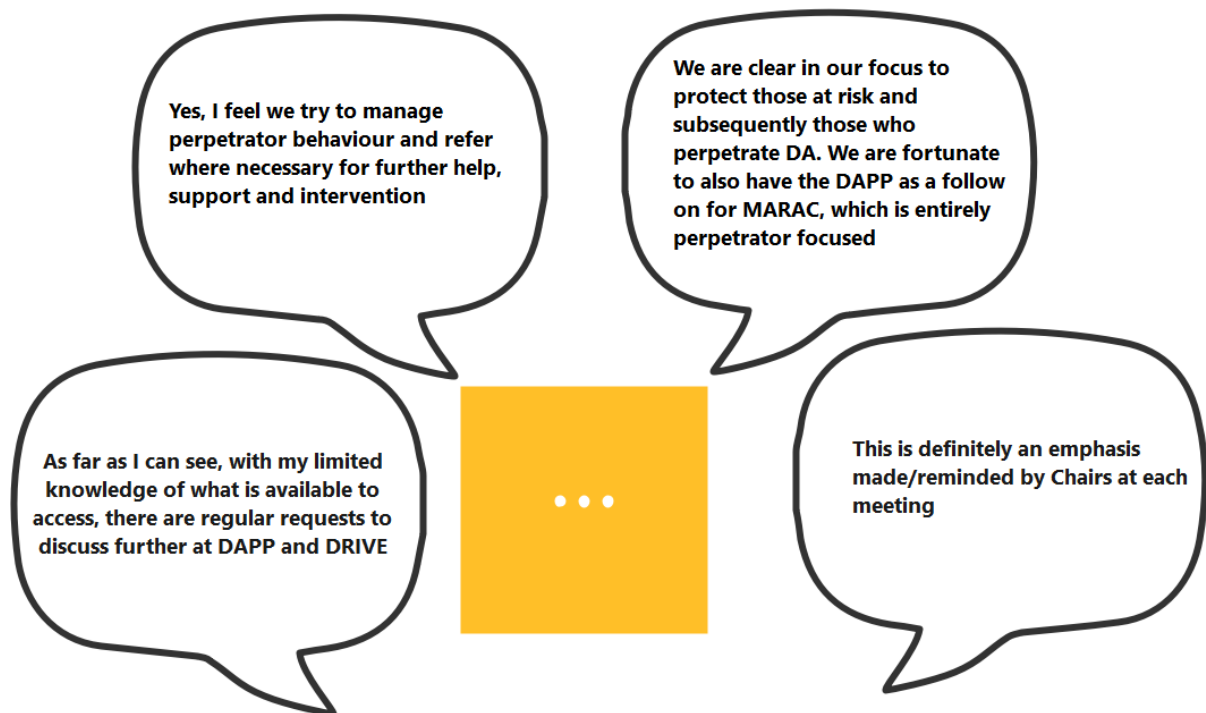 Yes, I feel we try to manage
perpetrator behaviour and refer
where necessary for further help,
support and intervention
We are clear in our focus to
protect those at risk and
subsequently those who
perpetrate DA. We are fortunate
to also have the DAPP as a follow
on for MARAC, which is entirely
perpetrator focused
As far as I can see, with my limited
knowledge of what is available to
access, there are regular requests to
discuss further at DAPP and DRIVE
This is definitely an emphasis
made/reminded by Chairs at each
meeting